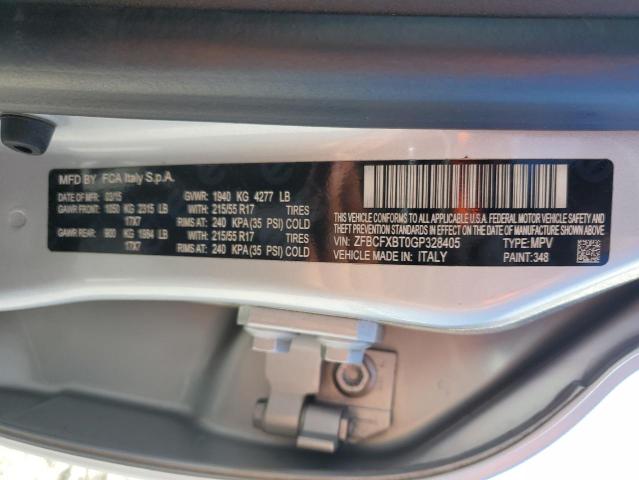 MFD BY FCA Italy S.p.A.
DATE OF MFR: 03/15 GVWR: 1940 KG 4277 LB
GAWR FRONT: 1050 KG 2315 LB WITH: 215/55 R17 TIRES
17X7 RIMS AT: 240 KPA(35 PSI) COLD
GAWR REAR: 900 KG 1984 LB WITH: 215/55 R17 TIRES
17X7 RIMS AT: 240 KPA(35 PSI) COLD
THIS VEHICLE CONFORMS TO ALL APPLICABLE U.S.A. FEDERAL MOTOR VEHICLE SAFETY, BUMPER, AND THEFT
PREVENTION STANDARDS IN EFFECT ON THE DATE OF MANUFACTURE SHOWN ABOVE.
VIN: ZFBCFXBT0GP328405 TYPE: MPV
VEHICLE MADE IN: ITALY PAINT: 348